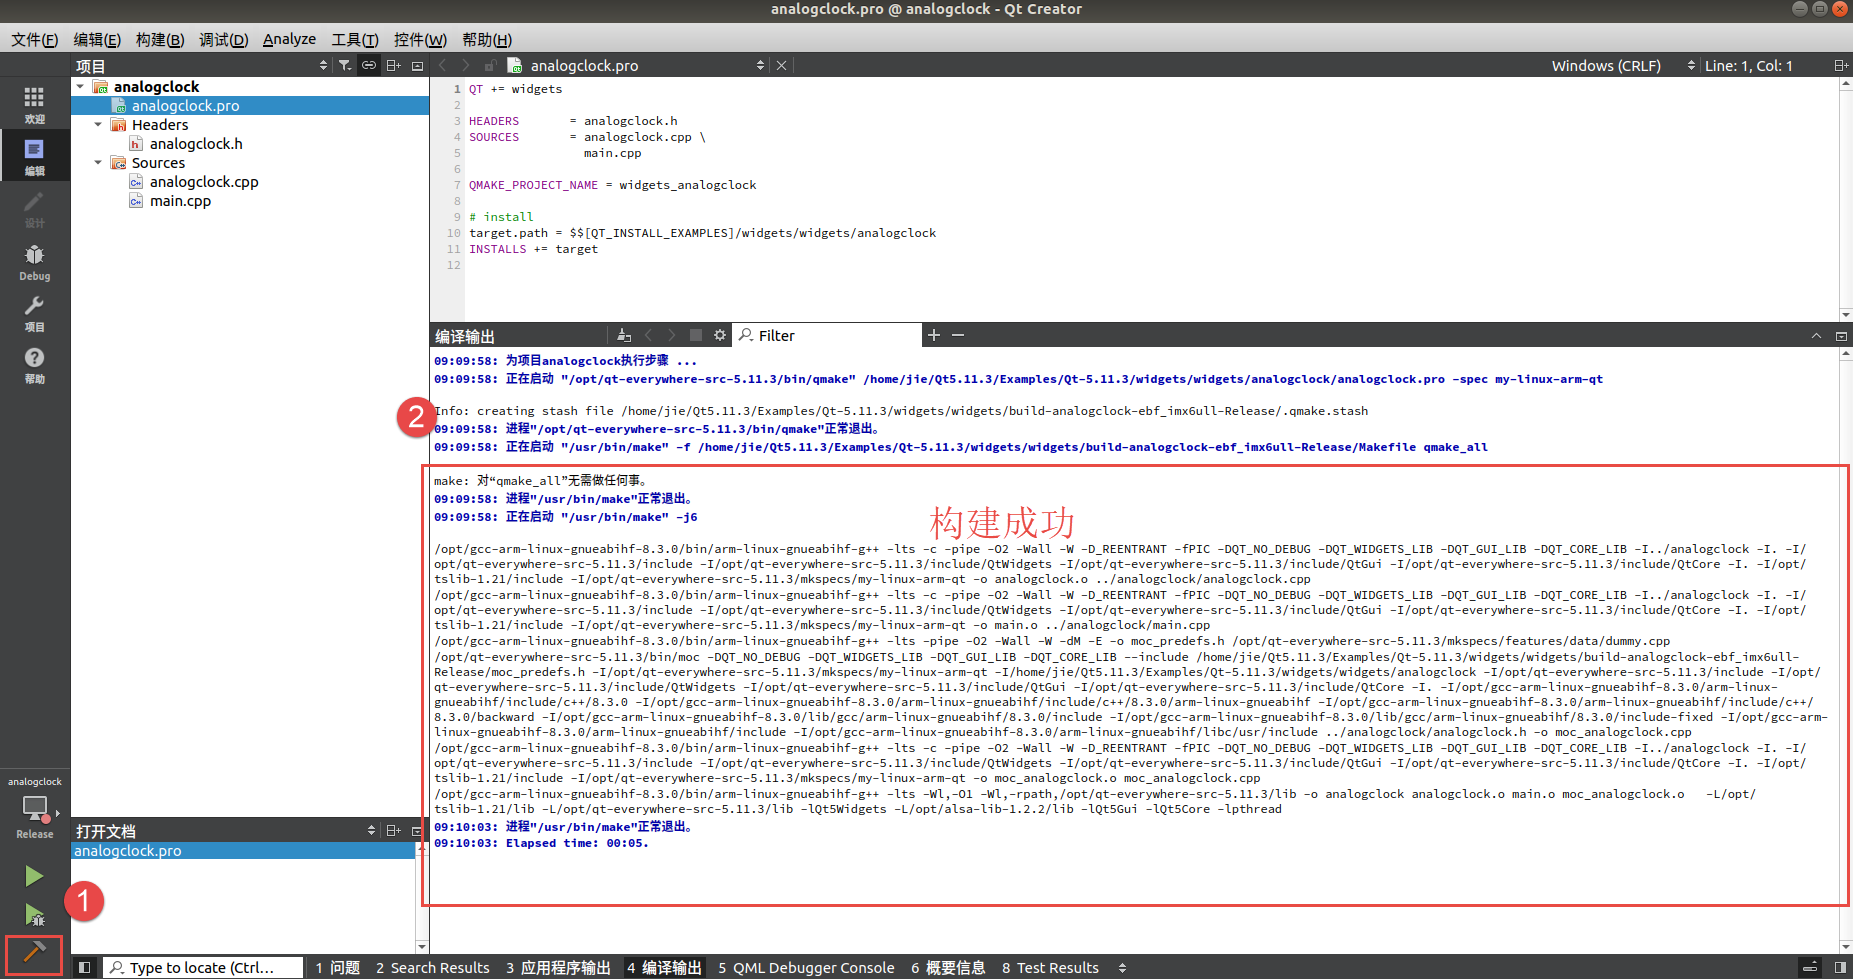 analogclock.pro @ analogclock - Qt Creator
文件(F) 编辑(E) 构建(B) 调试(D) Analyze 工具(T) 控件(W) 帮助(H)
项目
analogclock.pro
Windows (CRLF)
Line: 1, Col: 1
欢迎
编辑
设计
Debug
项目
帮助
analogclock
analogclock.pro
Headers
analogclock.h
Sources
analogclock.cpp
main.cpp
1 QT += widgets
2
3 HEADERS = analogclock.h
4 SOURCES = analogclock.cpp \
5 main.cpp
6
7 QMAKE_PROJECT_NAME = widgets_analogclock
8
9 # install
10 target.path = $$[QT_INSTALL_EXAMPLES]/widgets/widgets/analogclock
11 INSTALLS += target
12
编译输出
Filter
09:09:58: 为项目analogclock执行步骤 ...
09:09:58: 正在启动 "/opt/qt-everywhere-src-5.11.3/bin/qmake" /home/jie/Qt5.11.3/Examples/Qt-5.11.3/widgets/widgets/analogclock/analogclock.pro -spec my-linux-arm-qt
2
Info: creating stash file /home/jie/Qt5.11.3/Examples/Qt-5.11.3/widgets/widgets/build-analogclock-ebf_imx6ull-Release/.qmake.stash
09:09:58: 进程"/opt/qt-everywhere-src-5.11.3/bin/qmake"正常退出。
09:09:58: 正在启动 "/usr/bin/make" -f /home/jie/Qt5.11.3/Examples/Qt-5.11.3/widgets/widgets/build-analogclock-ebf_imx6ull-Release/Makefile qmake_all
make: 对“qmake_all”无需做任何事。
09:09:58: 进程"/usr/bin/make"正常退出。
09:09:58: 正在启动 "/usr/bin/make" -j6
构建成功
/opt/gcc-arm-linux-gnueabihf-8.3.0/bin/arm-linux-gnueabihf-g++ -lts -c -pipe -O2 -Wall -W -D_REENTRANT -fPIC -DQT_NO_DEBUG -DQT_WIDGETS_LIB -DQT_GUI_LIB -DQT_CORE_LIB -I../analogclock -I. -I/
opt/qt-everywhere-src-5.11.3/include -I/opt/qt-everywhere-src-5.11.3/include/QtWidgets -I/opt/qt-everywhere-src-5.11.3/include/QtGui -I/opt/qt-everywhere-src-5.11.3/include/QtCore -I. -I/opt/
tslib-1.21/include -I/opt/qt-everywhere-src-5.11.3/mkspecs/my-linux-arm-qt -o analogclock.o ../analogclock/analogclock.cpp
/opt/gcc-arm-linux-gnueabihf-8.3.0/bin/arm-linux-gnueabihf-g++ -lts -c -pipe -O2 -Wall -W -D_REENTRANT -fPIC -DQT_NO_DEBUG -DQT_WIDGETS_LIB -DQT_GUI_LIB -DQT_CORE_LIB -I../analogclock -I. -I/
opt/qt-everywhere-src-5.11.3/include -I/opt/qt-everywhere-src-5.11.3/include/QtWidgets -I/opt/qt-everywhere-src-5.11.3/include/QtGui -I/opt/qt-everywhere-src-5.11.3/include/QtCore -I. -I/opt/
tslib-1.21/include -I/opt/qt-everywhere-src-5.11.3/mkspecs/my-linux-arm-qt -o main.o ../analogclock/main.cpp
/opt/gcc-arm-linux-gnueabihf-8.3.0/bin/arm-linux-gnueabihf-g++ -lts -pipe -O2 -Wall -W -dM -E -o moc_predefs.h /opt/qt-everywhere-src-5.11.3/mkspecs/features/data/dummy.cpp
/opt/qt-everywhere-src-5.11.3/bin/moc -DQT_NO_DEBUG -DQT_WIDGETS_LIB -DQT_GUI_LIB -DQT_CORE_LIB --include /home/jie/Qt5.11.3/Examples/Qt-5.11.3/widgets/widgets/build-analogclock-ebf_imx6ull-
Release/moc_predefs.h -I/opt/qt-everywhere-src-5.11.3/mkspecs/my-linux-arm-qt -I/home/jie/Qt5.11.3/Examples/Qt-5.11.3/widgets/widgets/analogclock -I/opt/qt-everywhere-src-5.11.3/include -I/opt/
qt-everywhere-src-5.11.3/include/QtWidgets -I/opt/qt-everywhere-src-5.11.3/include/QtGui -I/opt/qt-everywhere-src-5.11.3/include/QtCore -I. -I/opt/gcc-arm-linux-gnueabihf-8.3.0/arm-linux-
gnueabihf/include/c++/8.3.0 -I/opt/gcc-arm-linux-gnueabihf-8.3.0/arm-linux-gnueabihf/include/c++/8.3.0/arm-linux-gnueabihf -I/opt/gcc-arm-linux-gnueabihf-8.3.0/arm-linux-gnueabihf/include/c++/
8.3.0/backward -I/opt/gcc-arm-linux-gnueabihf-8.3.0/lib/gcc/arm-linux-gnueabihf/8.3.0/include -I/opt/gcc-arm-linux-gnueabihf-8.3.0/lib/gcc/arm-linux-gnueabihf/8.3.0/include-fixed -I/opt/gcc-arm-
linux-gnueabihf-8.3.0/arm-linux-gnueabihf/include -I/opt/gcc-arm-linux-gnueabihf-8.3.0/arm-linux-gnueabihf/libc/usr/include ../analogclock/analogclock.h -o moc_analogclock.cpp
/opt/gcc-arm-linux-gnueabihf-8.3.0/bin/arm-linux-gnueabihf-g++ -lts -c -pipe -O2 -Wall -W -D_REENTRANT -fPIC -DQT_NO_DEBUG -DQT_WIDGETS_LIB -DQT_GUI_LIB -DQT_CORE_LIB -I../analogclock -I. -I/
opt/qt-everywhere-src-5.11.3/include -I/opt/qt-everywhere-src-5.11.3/include/QtWidgets -I/opt/qt-everywhere-src-5.11.3/include/QtGui -I/opt/qt-everywhere-src-5.11.3/include/QtCore -I. -I/opt/
tslib-1.21/include -I/opt/qt-everywhere-src-5.11.3/mkspecs/my-linux-arm-qt -o moc_analogclock.o moc_analogclock.cpp
/opt/gcc-arm-linux-gnueabihf-8.3.0/bin/arm-linux-gnueabihf-g++ -lts -Wl,-O1 -Wl,-rpath,/opt/qt-everywhere-src-5.11.3/lib -o analogclock analogclock.o main.o moc_analogclock.o -L/opt/
tslib-1.21/lib -L/opt/qt-everywhere-src-5.11.3/lib -lQt5Widgets -L/opt/alsa-lib-1.2.2/lib -lQt5Gui -lQt5Core -lpthread
09:10:03: 进程"/usr/bin/make"正常退出。
09:10:03: Elapsed time: 00:05.
analogclock
Release
打开文档
analogclock.pro
1
Type to locate (Ctrl...
1 问题 2 Search Results 3 应用程序输出 4 编译输出 5 QML Debugger Console 6 概要信息 8 Test Results